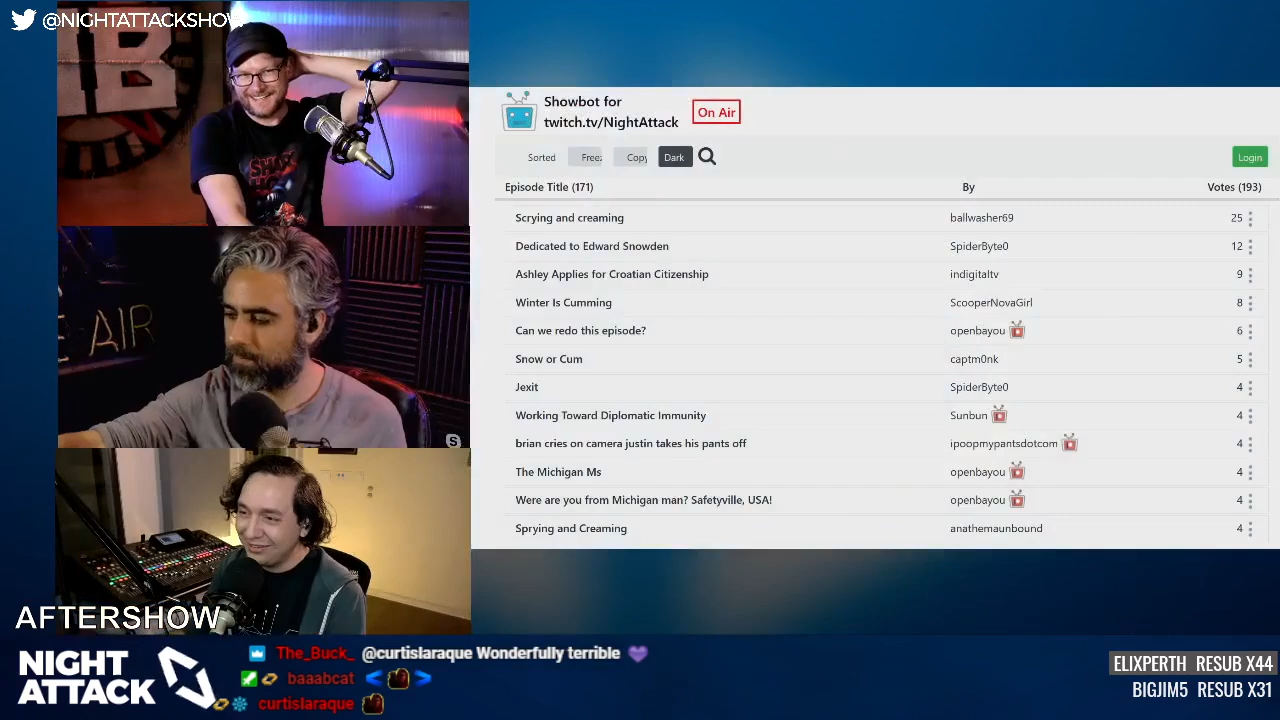 @NIGHTATTACKSHOW
Showbot for
twitch.tv/NightAttack
On Air
Sorted
Free
Copy
Dark
Login
Episode Title (171) By Votes (193)
Scrying and creaming ballwasher69 25
Dedicated to Edward Snowden SpiderByte0 12
Ashley Applies for Croatian Citizenship indigitaltv 9
Winter Is Cumming ScooperNovaGirl 8
Can we redo this episode? openbayou 6
Snow or Cum captm0nk 5
Jexit SpiderByte0 4
Working Toward Diplomatic Immunity Sunbun 4
brian cries on camera justin takes his pants off ipoopmypantsdotcom 4
The Michigan Ms openbayou 4
Were are you from Michigan man? Safetyville, USA! openbayou 4
Sprying and Creaming anathemaunbound 4
AIR
AFTERSHOW
NIGHT
ATTACK
The_Buck_ @curtislaraque Wonderfully terrible
baaabcat < >
curtislaraque
ELIXPERTH RESUB X44
BIGJIM5 RESUB X31